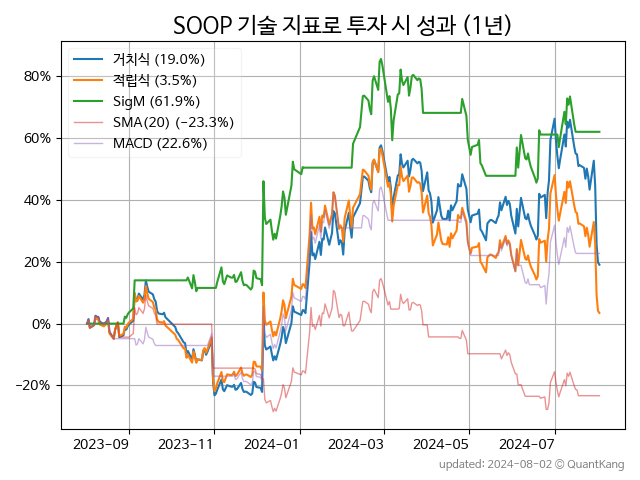 SOOP 기술 지표로 투자 시 성과 (1년)
거치식 (19.0%)
적립식 (3.5%)
SigM (61.9%)
SMA(20) (−23.3%)
MACD (22.6%)
80%
60%
40%
20%
0%
−20%
2023-09 2023-11 2024-01 2024-03 2024-05 2024-07
updated: 2024-08-02 © QuantKang